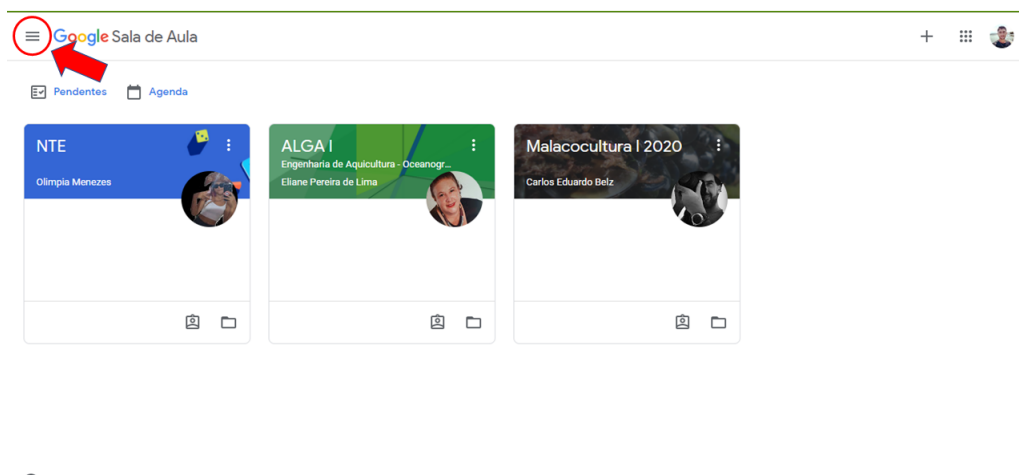 Google Sala de Aula
Pendentes Agenda
NTE
Olimpia Menezes
ALGA I
Engenharia de Aquicultura - Oceanogr...
Eliane Pereira de Lima
Malacocultura I 2020
Carlos Eduardo Belz